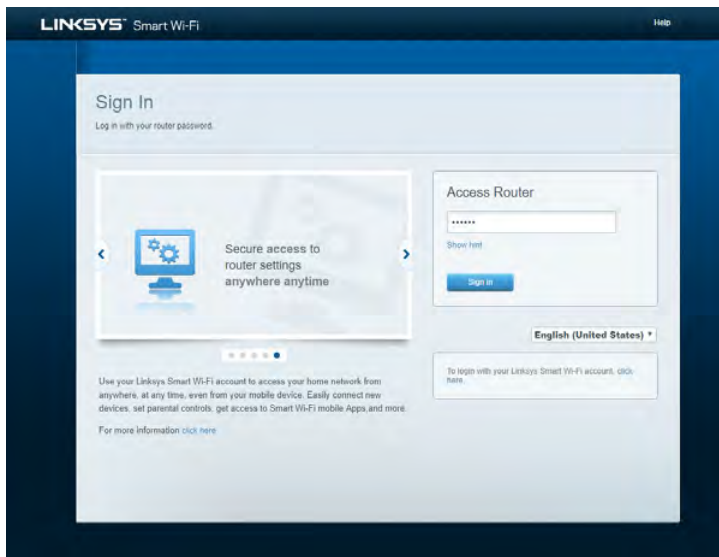 LINKSYS™ Smart Wi-Fi
Help
Sign In
Log in with your router password.
Secure access to
router settings
anywhere anytime
Use your Linksys Smart Wi-Fi account to access your home network from
anywhere, at any time, even from your mobile device. Easily connect new
devices, set parental controls, get access to Smart Wi-Fi mobile Apps,and more.
For more information click here
Access Router
••••••
Show hint
Sign in
English (United States)
To login with your Linksys Smart Wi-Fi account, click
here.